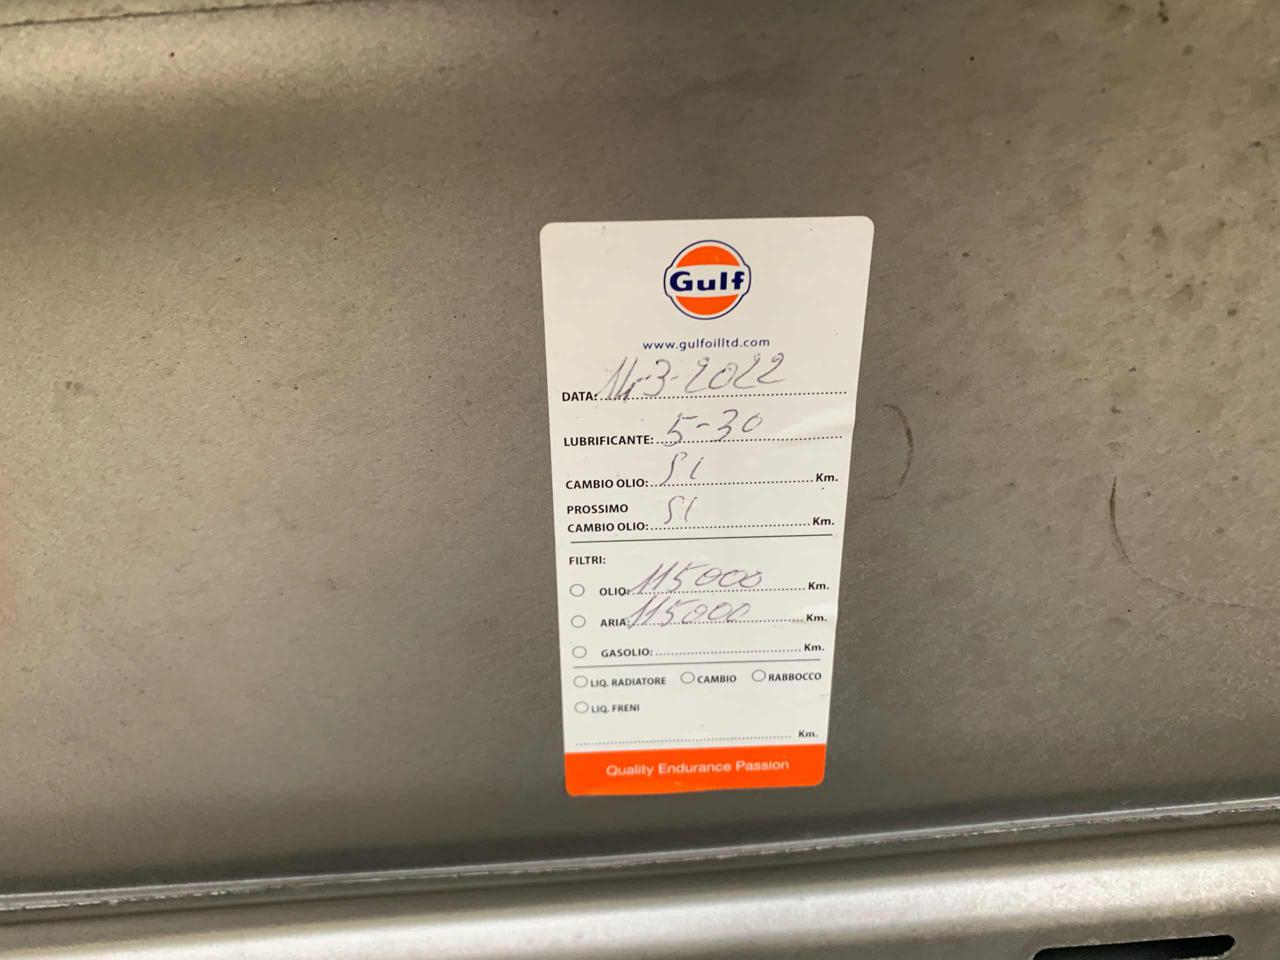 Gulf
www.gulfoilltd.com
DATA: 14-3-2022
LUBRIFICANTE: 5-30
CAMBIO OLIO: SI Km.
PROSSIMO SI
CAMBIO OLIO: Km.
FILTRI:
OLIO: 115000 Km.
ARIA: 115000 Km.
GASOLIO: Km.
LIQ. RADIATORE CAMBIO RABBOCCO
LIQ. FRENI
Km.
Quality Endurance Passion